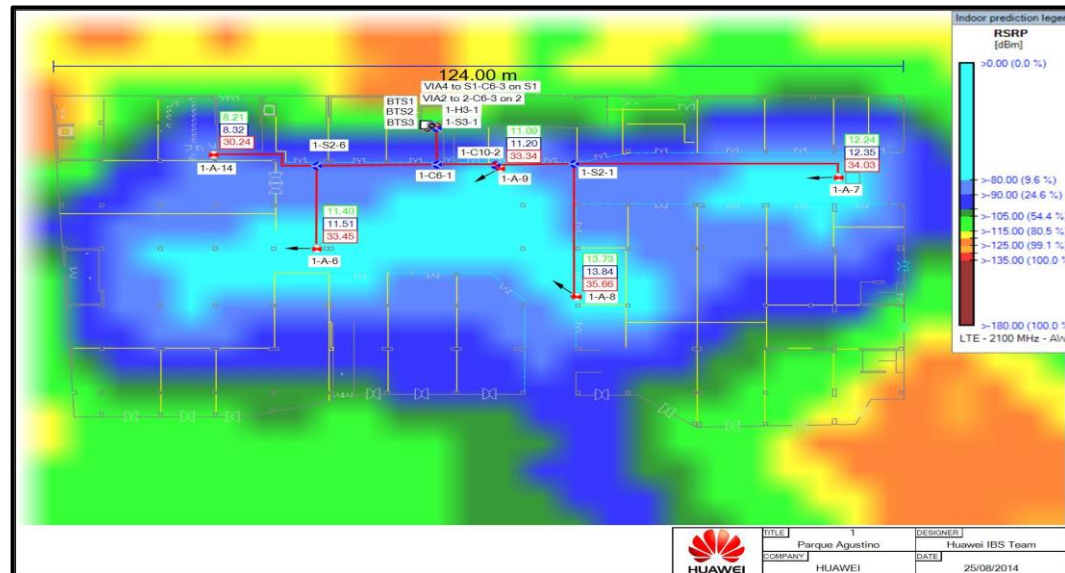 Indoor prediction legen
RSRP
[dBm]
>0.00 (0.0 %)
>-80.00 (9.6 %)
>-90.00 (24.6 %)
>-105.00 (54.4 %)
>-115.00 (80.5 %)
>-125.00 (99.1 %)
>-135.00 (100.0 %
>-180.00 (100.0 %
LTE - 2100 MHz - AW
124.00 m
VIA4 to S1-C6-3 on S1
VIA2 to 2-C6-3 on 2
BTS1
BTS2
BTS3
1-H3-1
1-S3-1
8.21
8.32
30.24
1-A-14
1-S2-6
1-C6-1
1-C10-2
11.09
11.20
33.34
1-A-9
1-S2-1
12.24
12.35
34.03
1-A-7
11.40
11.51
33.45
1-A-6
13.73
13.84
35.66
1-A-8
HUAWEI
TITLE 1
Parque Agustino
DESIGNER
Huawei IBS Team
COMPANY
HUAWEI
DATE
25/08/2014